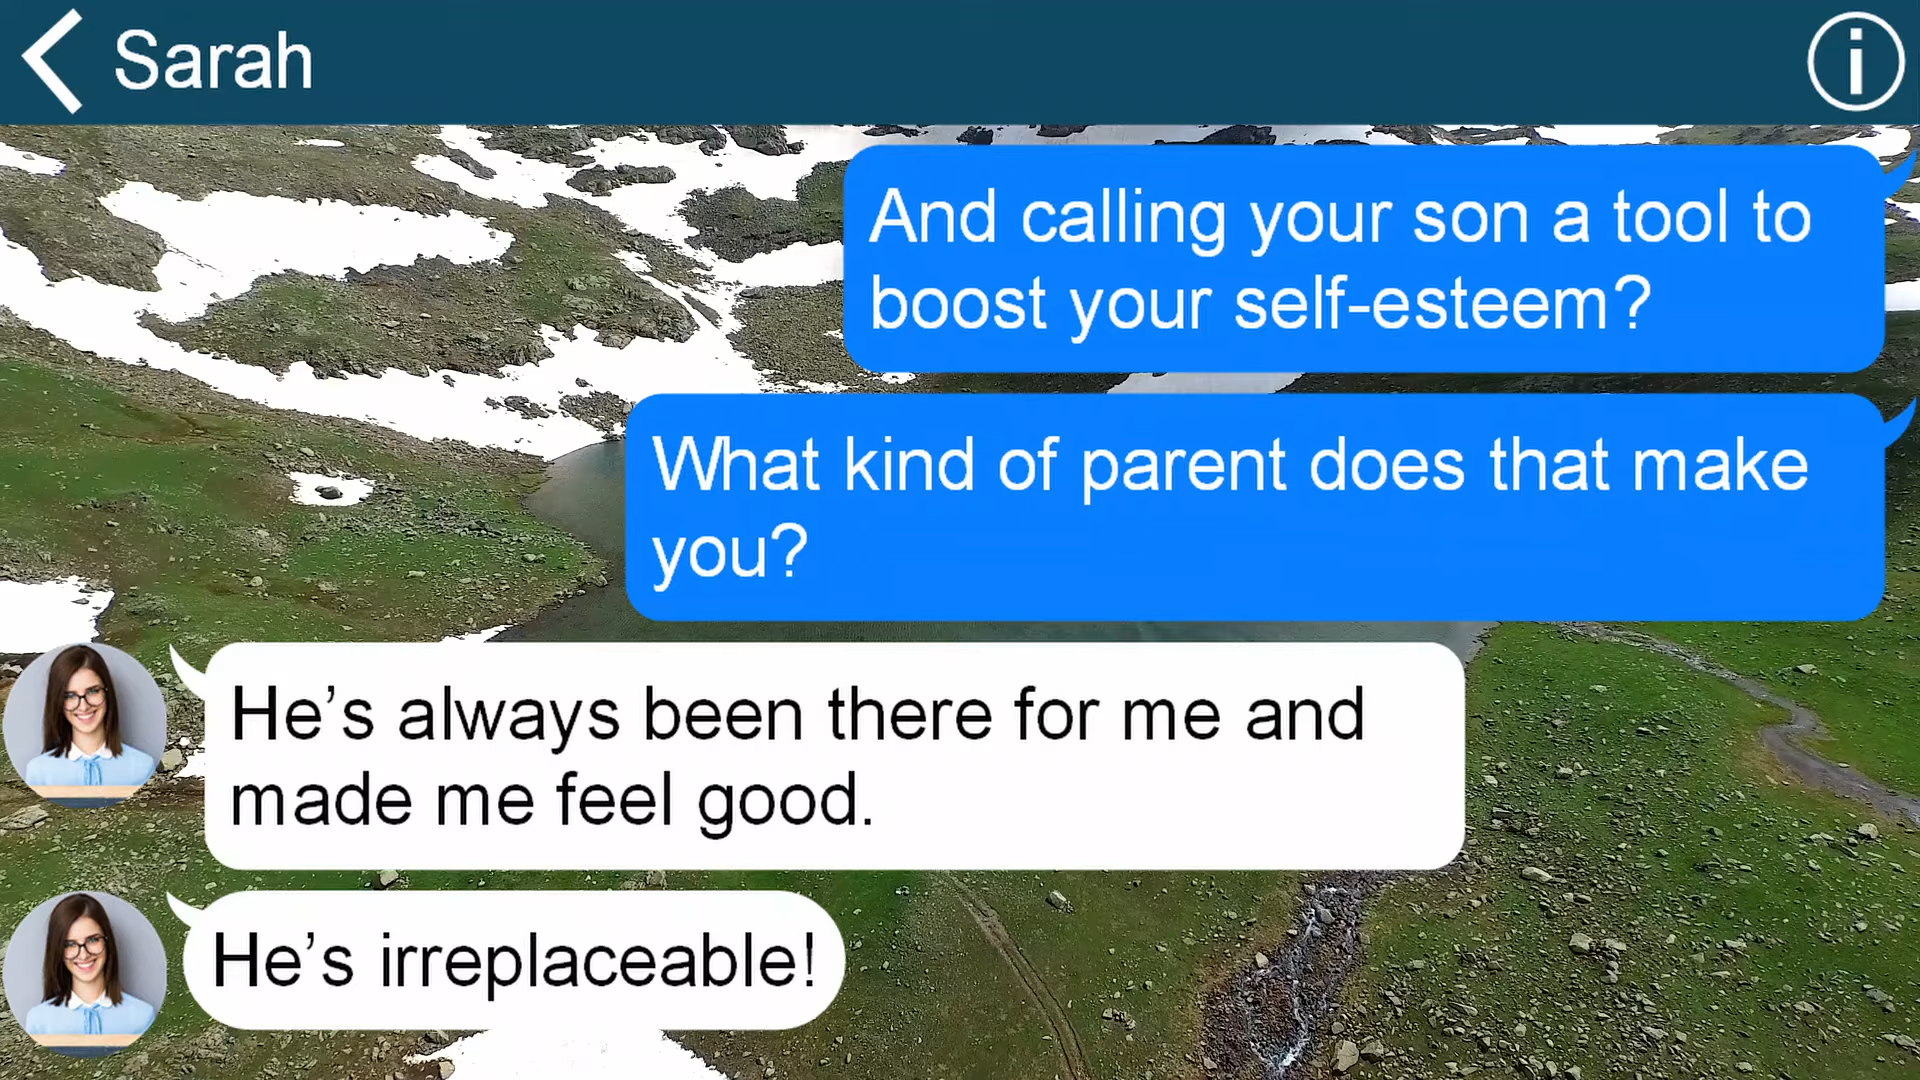 Sarah
And calling your son a tool to
boost your self-esteem?
What kind of parent does that make
you?
He’s always been there for me and
made me feel good.
He’s irreplaceable!